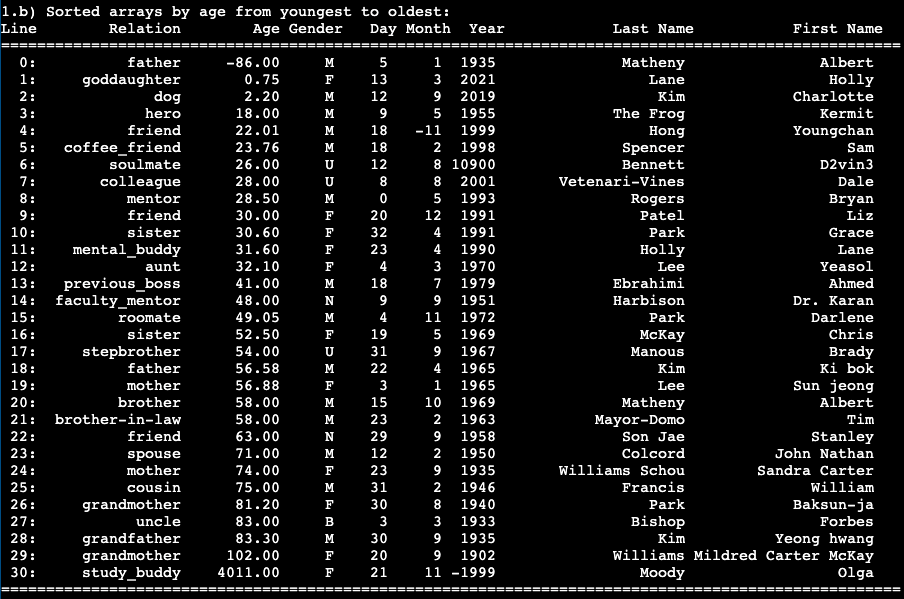 1.b) Sorted arrays by age from youngest to oldest:
Line Relation Age Gender Day Month Year Last Name First Name
====================================================================================================
0: father -86.00 M 5 1 1935 Matheny Albert
1: goddaughter 0.75 F 13 3 2021 Lane Holly
2: dog 2.20 M 12 9 2019 Kim Charlotte
3: hero 18.00 M 9 5 1955 The Frog Kermit
4: friend 22.01 M 18 -11 1999 Hong Youngchan
5: coffee_friend 23.76 M 18 2 1998 Spencer Sam
6: soulmate 26.00 U 12 8 10900 Bennett D2vin3
7: colleague 28.00 U 8 8 2001 Vetenari-Vines Dale
8: mentor 28.50 M 0 5 1993 Rogers Bryan
9: friend 30.00 F 20 12 1991 Patel Liz
10: sister 30.60 F 32 4 1991 Park Grace
11: mental_buddy 31.60 F 23 4 1990 Holly Lane
12: aunt 32.10 F 4 3 1970 Lee Yeasol
13: previous_boss 41.00 M 18 7 1979 Ebrahimi Ahmed
14: faculty_mentor 48.00 N 9 9 1951 Harbison Dr. Karan
15: roomate 49.05 M 4 11 1972 Park Darlene
16: sister 52.50 F 19 5 1969 McKay Chris
17: stepbrother 54.00 U 31 9 1967 Manous Brady
18: father 56.58 M 22 4 1965 Kim Ki bok
19: mother 56.88 F 3 1 1965 Lee Sun jeong
20: brother 58.00 M 15 10 1969 Matheny Albert
21: brother-in-law 58.00 M 23 2 1963 Mayor-Domo Tim
22: friend 63.00 N 29 9 1958 Son Jae Stanley
23: spouse 71.00 M 12 2 1950 Colcord John Nathan
24: mother 74.00 F 23 9 1935 Williams Schou Sandra Carter
25: cousin 75.00 M 31 2 1946 Francis William
26: grandmother 81.20 F 30 8 1940 Park Baksun-ja
27: uncle 83.00 B 3 3 1933 Bishop Forbes
28: grandfather 83.30 M 30 9 1935 Kim Yeong hwang
29: grandmother 102.00 F 20 9 1902 Williams Mildred Carter McKay
30: study_buddy 4011.00 F 21 11 -1999 Moody Olga
====================================================================================================